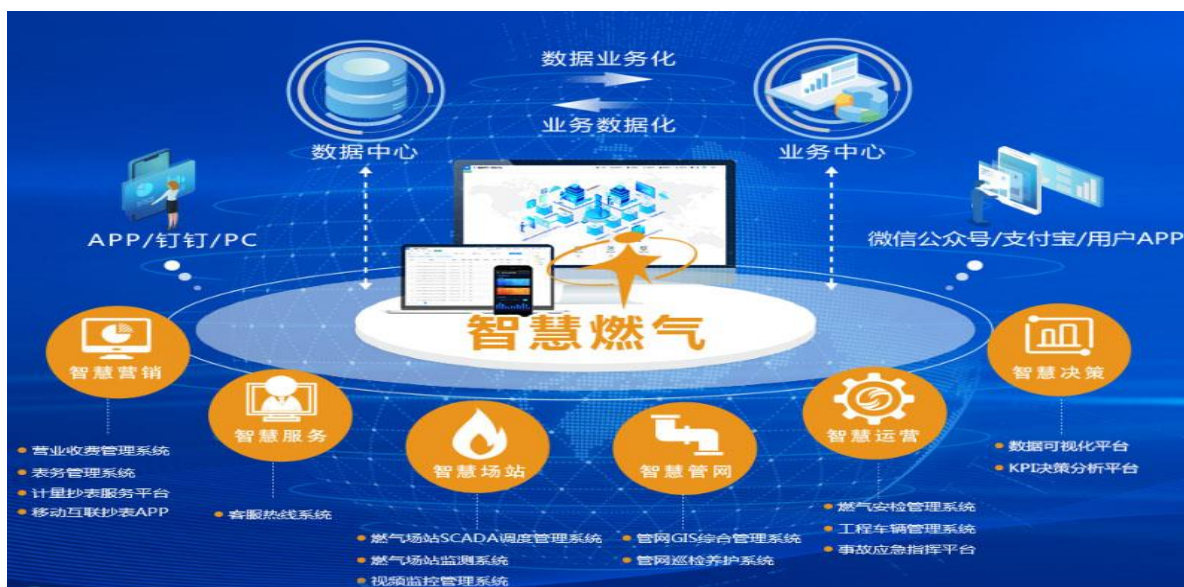 数据业务化
业务数据化
数据中心
业务中心
APP/钉钉/PC
微信公众号/支付宝/用户APP
智慧燃气
智慧营销
营业收费管理系统
表务管理系统
计量抄表服务平台
移动互联抄表APP
智慧服务
客服热线系统
智慧场站
燃气场站SCADA调度管理系统
燃气场站监测系统
视频监控管理系统
智慧管网
管网GIS综合管理系统
管网巡检养护系统
智慧运营
燃气安检管理系统
工程车辆管理系统
事故应急指挥平台
智慧决策
数据可视化平台
KPI决策分析平台